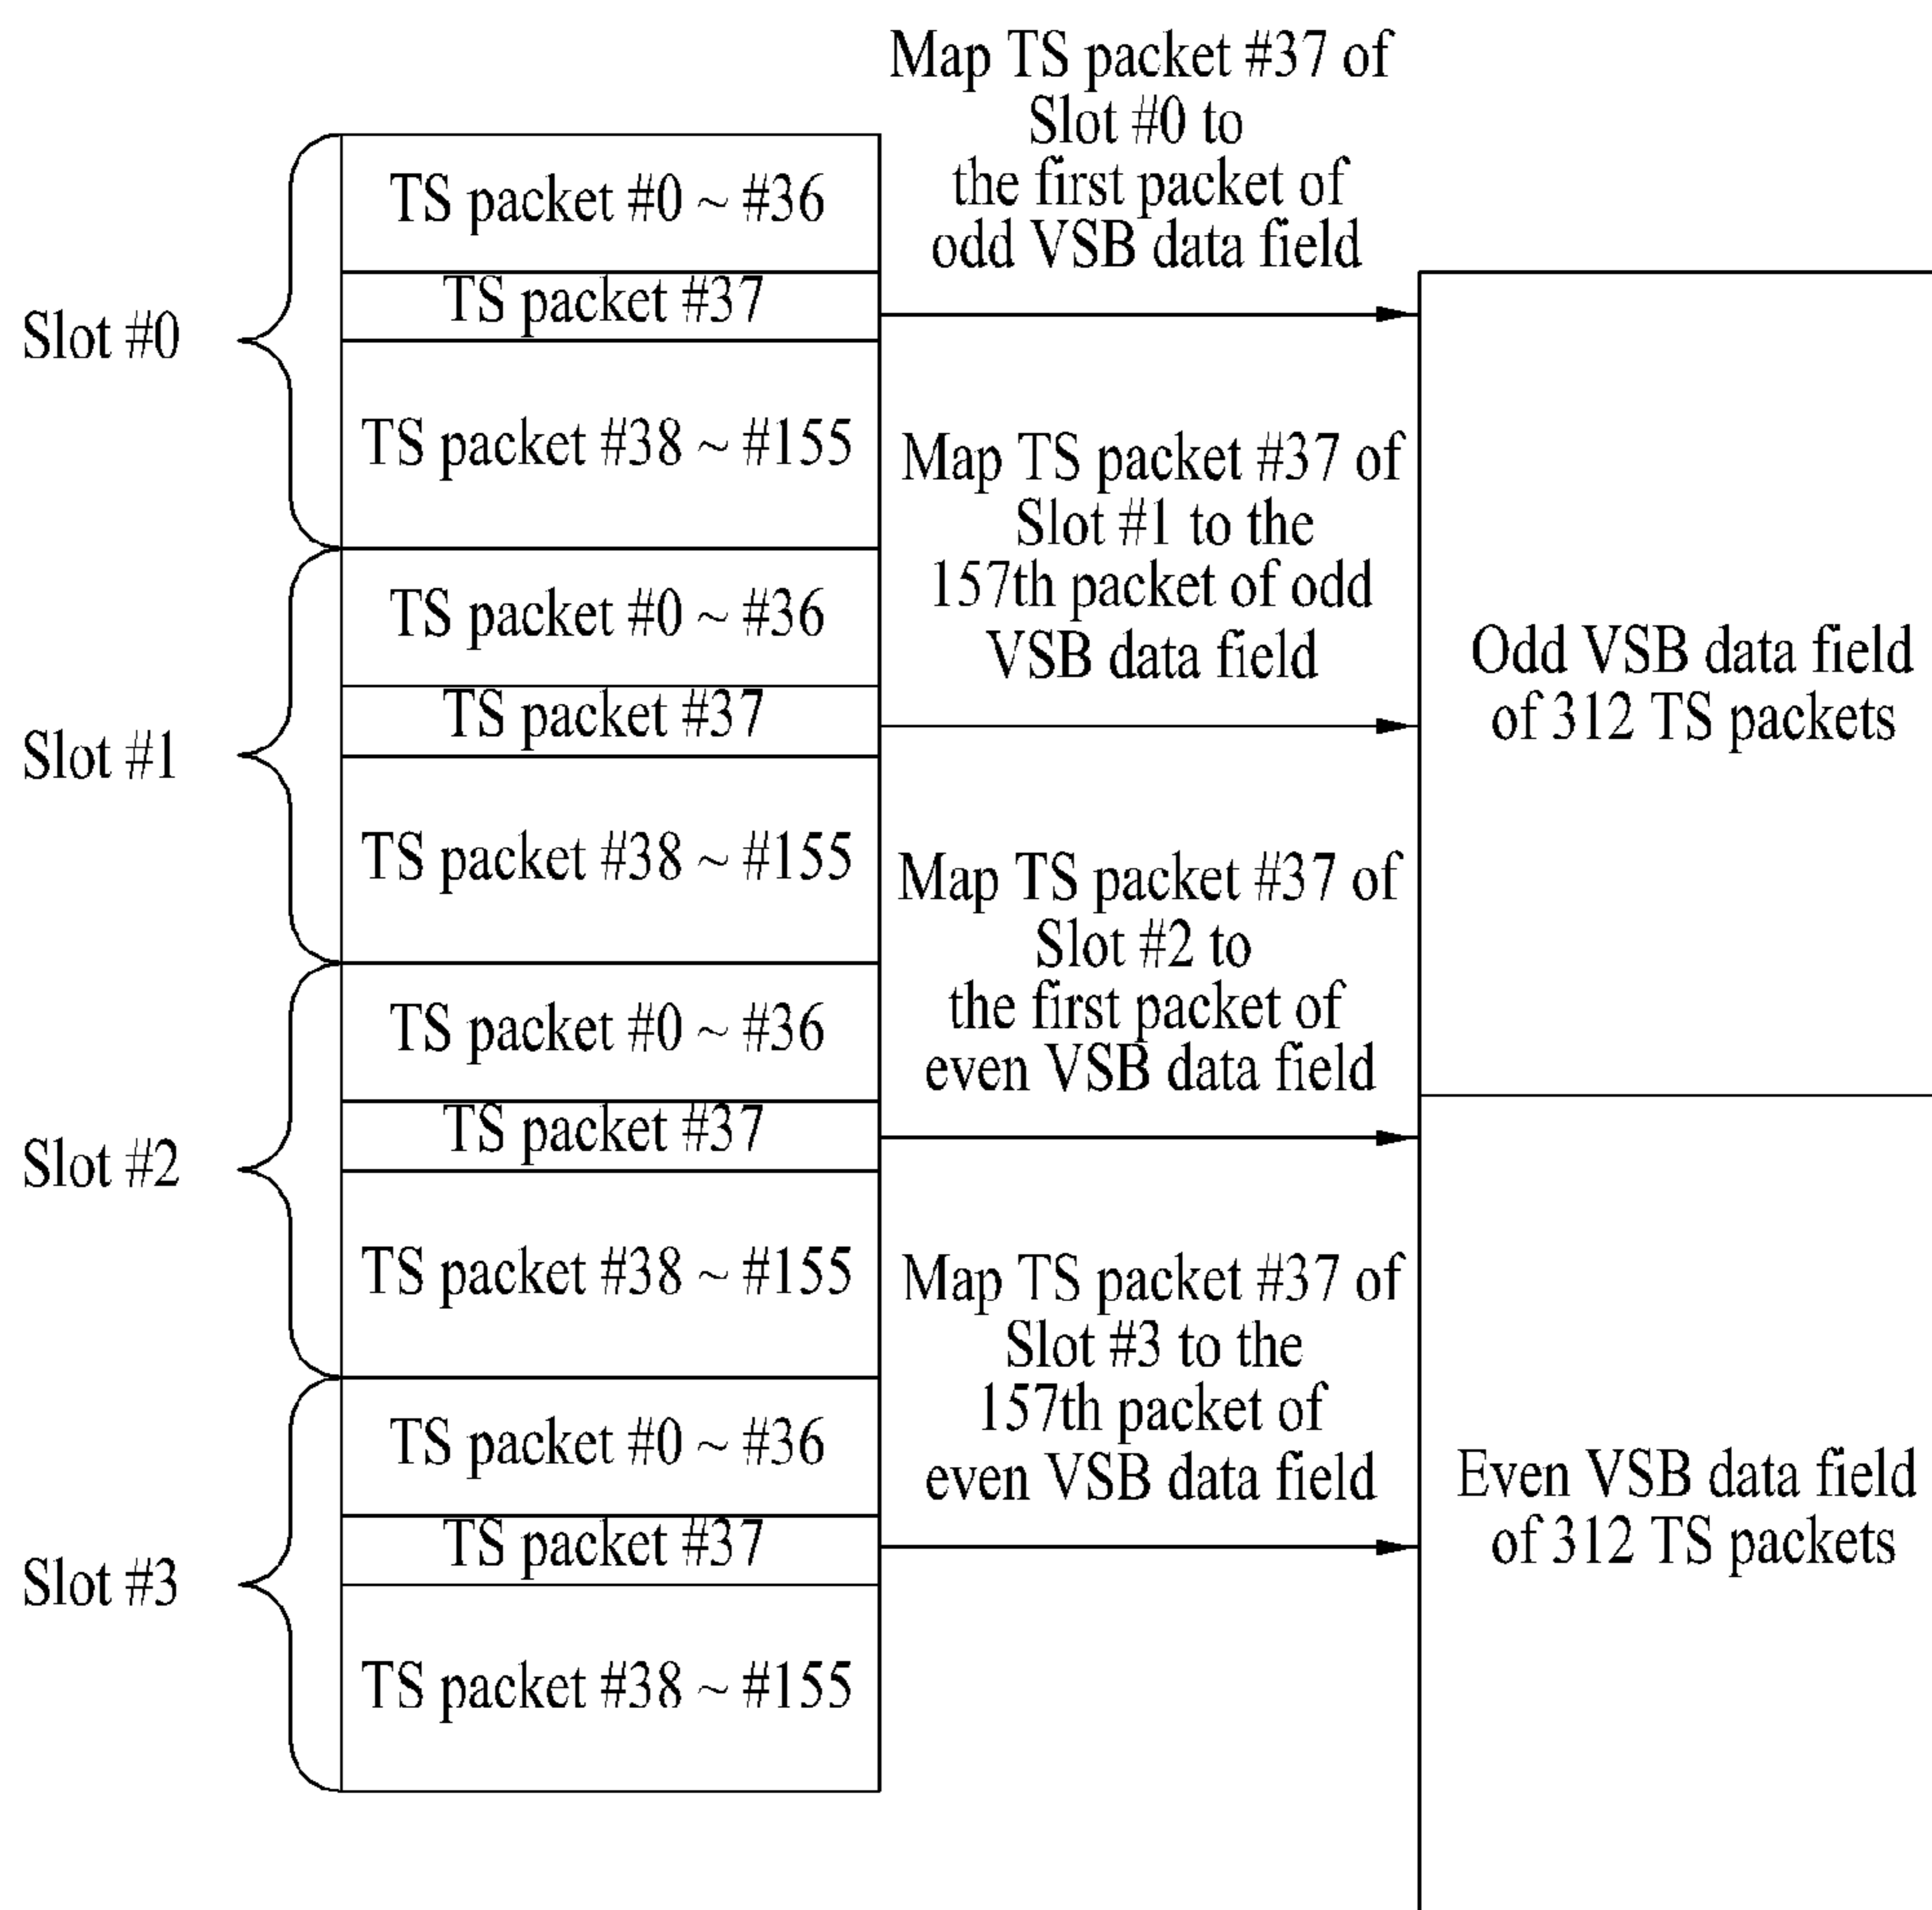 Map TS packet #37 of
Slot #0 to
the first packet of
odd VSB data field
Slot #0
TS packet #0 ~ #36
TS packet #37
TS packet #38 ~ #155
Map TS packet #37 of
Slot #1 to the
157th packet of odd
VSB data field
Slot #1
TS packet #0 ~ #36
TS packet #37
TS packet #38 ~ #155
Odd VSB data field
of 312 TS packets
Map TS packet #37 of
Slot #2 to
the first packet of
even VSB data field
Slot #2
TS packet #0 ~ #36
TS packet #37
TS packet #38 ~ #155
Map TS packet #37 of
Slot #3 to the
157th packet of
even VSB data field
Slot #3
TS packet #0 ~ #36
TS packet #37
TS packet #38 ~ #155
Even VSB data field
of 312 TS packets